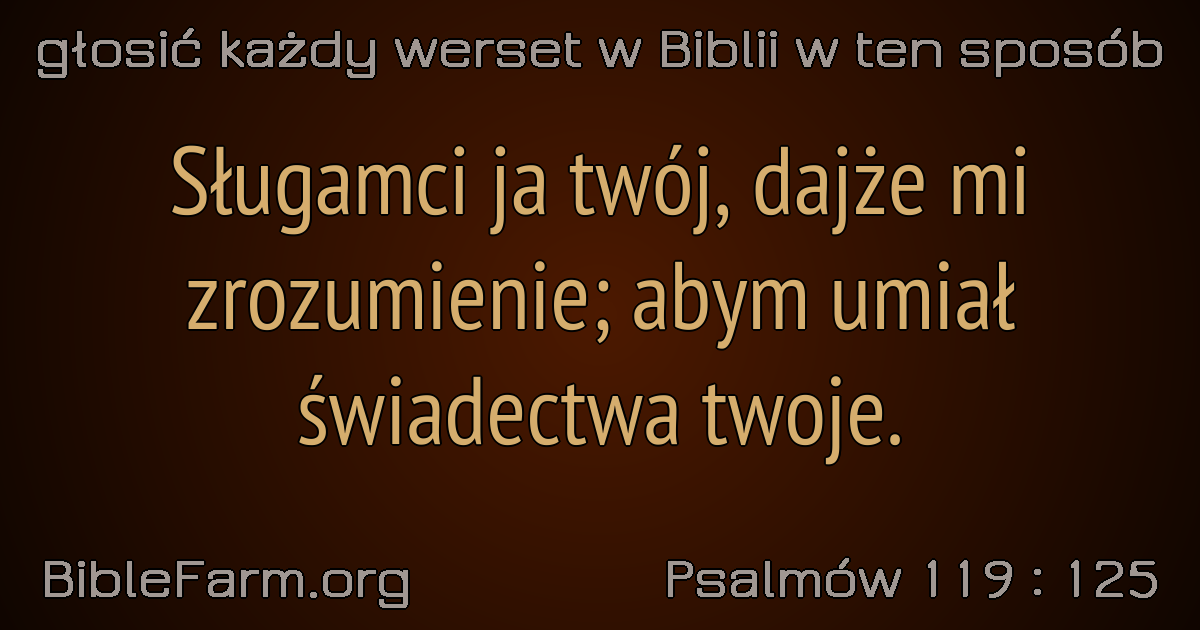 głosić każdy werset w Biblii w ten sposób
Sługamci ja twój, dajże mi
zrozumienie; abym umiał
świadectwa twoje.
BibleFarm.org
Psalmów 119 : 125